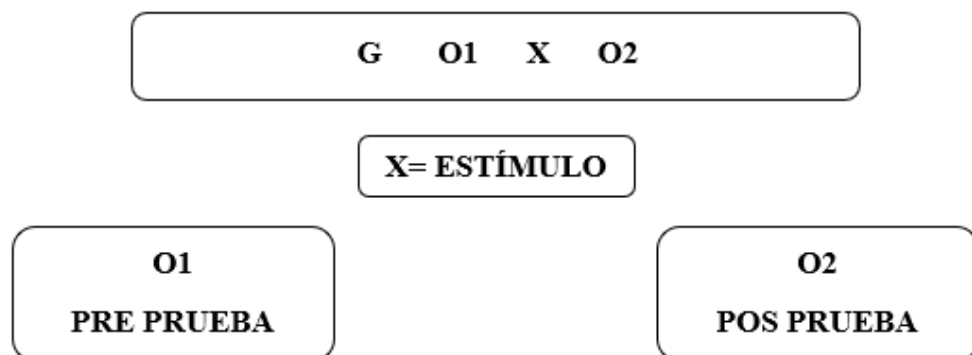 G O1 X O2
X= ESTÍMULO
O1
PRE PRUEBA
O2
POS PRUEBA